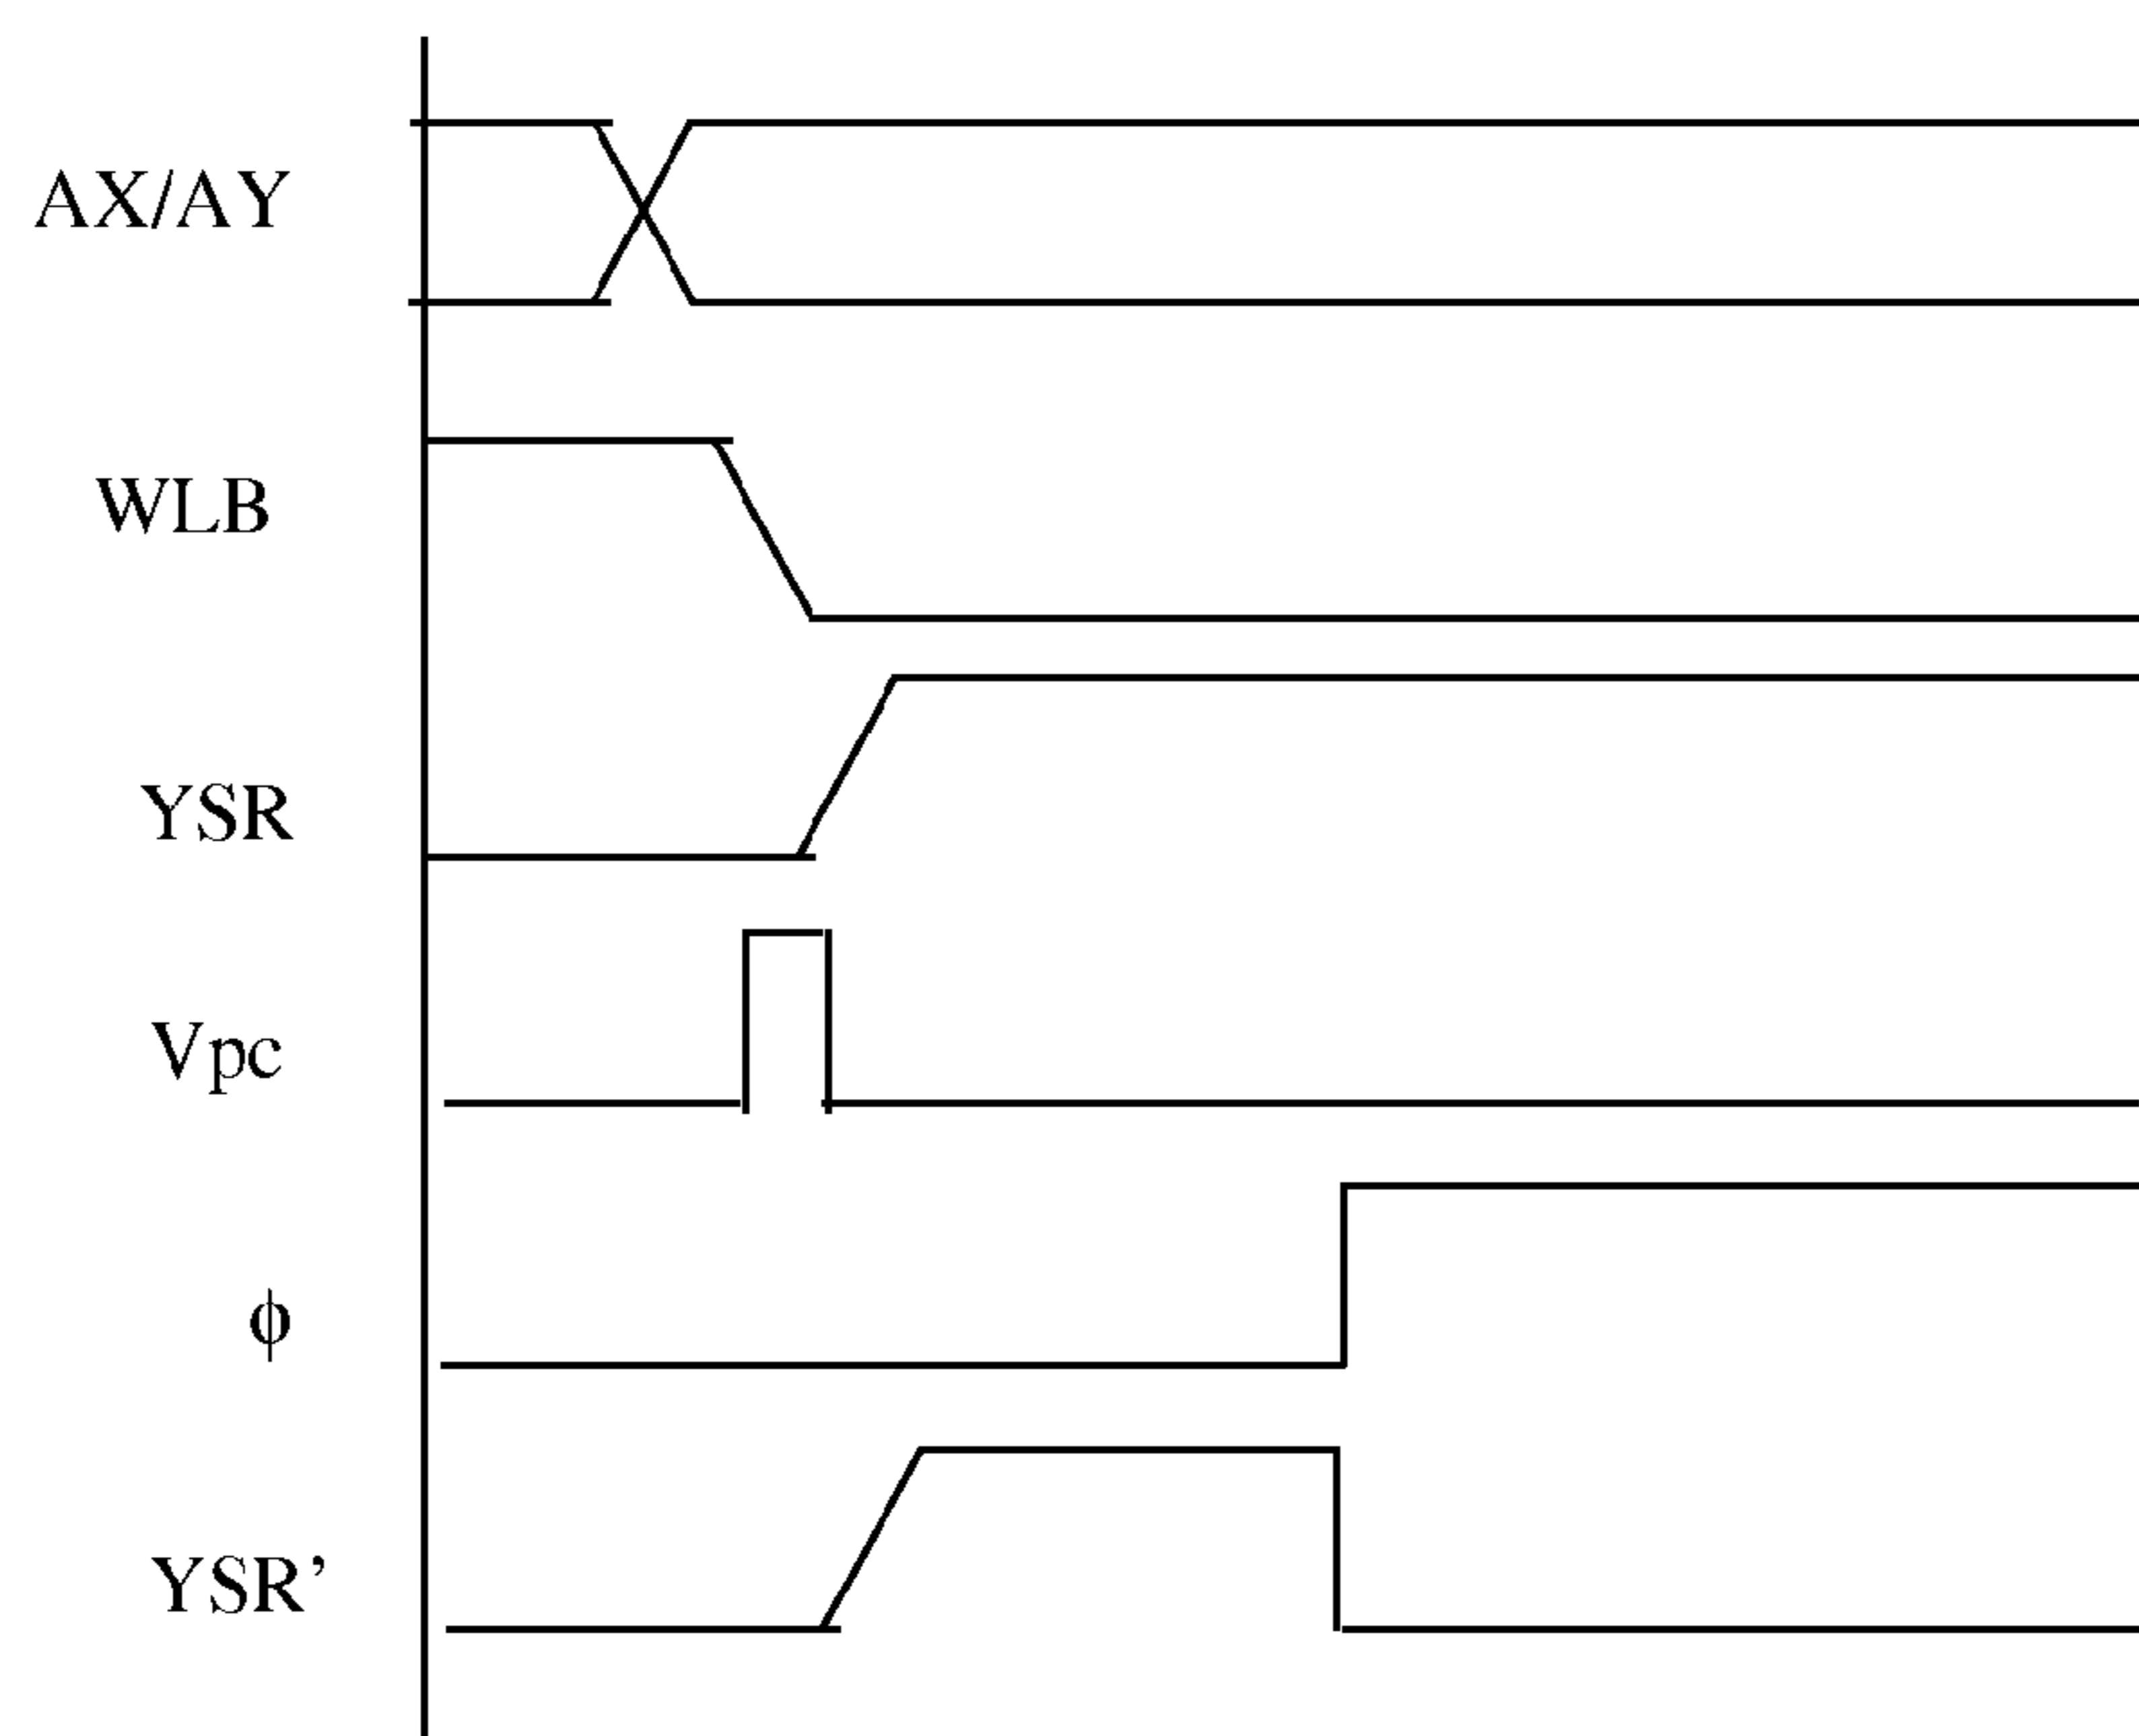 AX/AY
WLB
YSR
Vpc
ϕ
YSR’